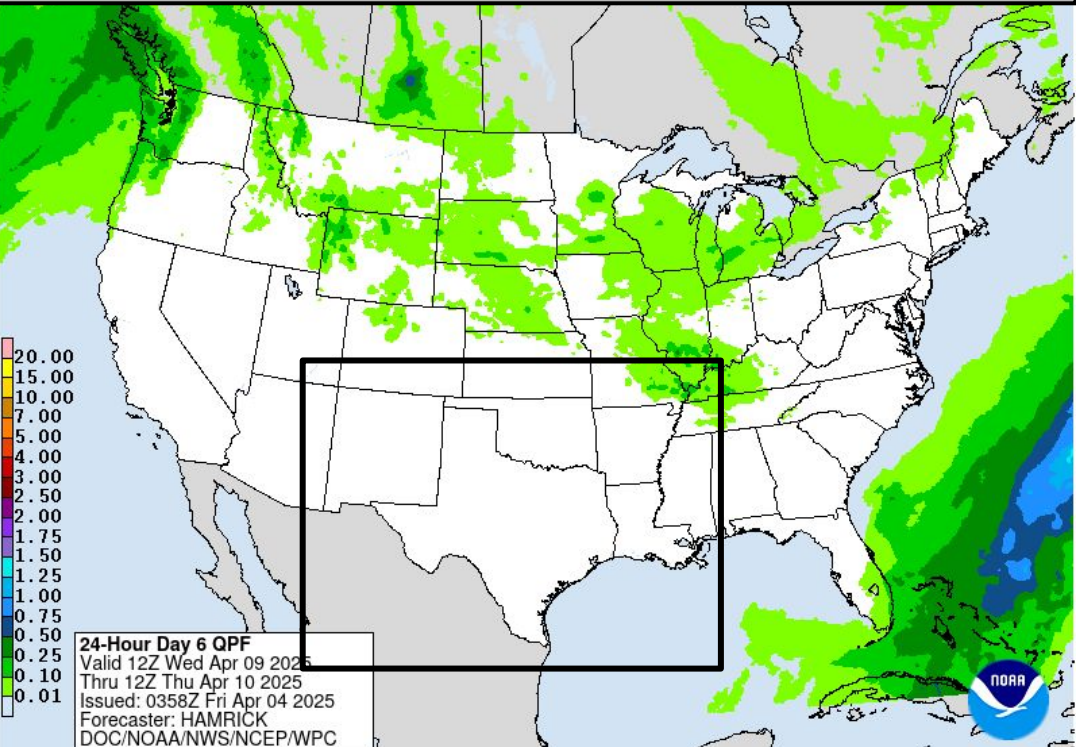 20.00
15.00
10.00
7.00
5.00
4.00
3.00
2.50
2.00
1.75
1.50
1.25
1.00
0.75
0.50
0.25
0.10
0.01
24-Hour Day 6 QPF
Valid 12Z Wed Apr 09 2025
Thru 12Z Thu Apr 10 2025
Issued: 0358Z Fri Apr 04 2025
Forecaster: HAMRICK
DOC/NOAA/NWS/NCEP/WPC
NOAA